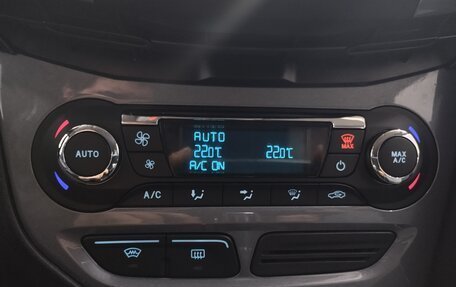 AUTO
MAX
AUTO
22.0°C 22.0°C
MAX A/C
A/C ON
A/C